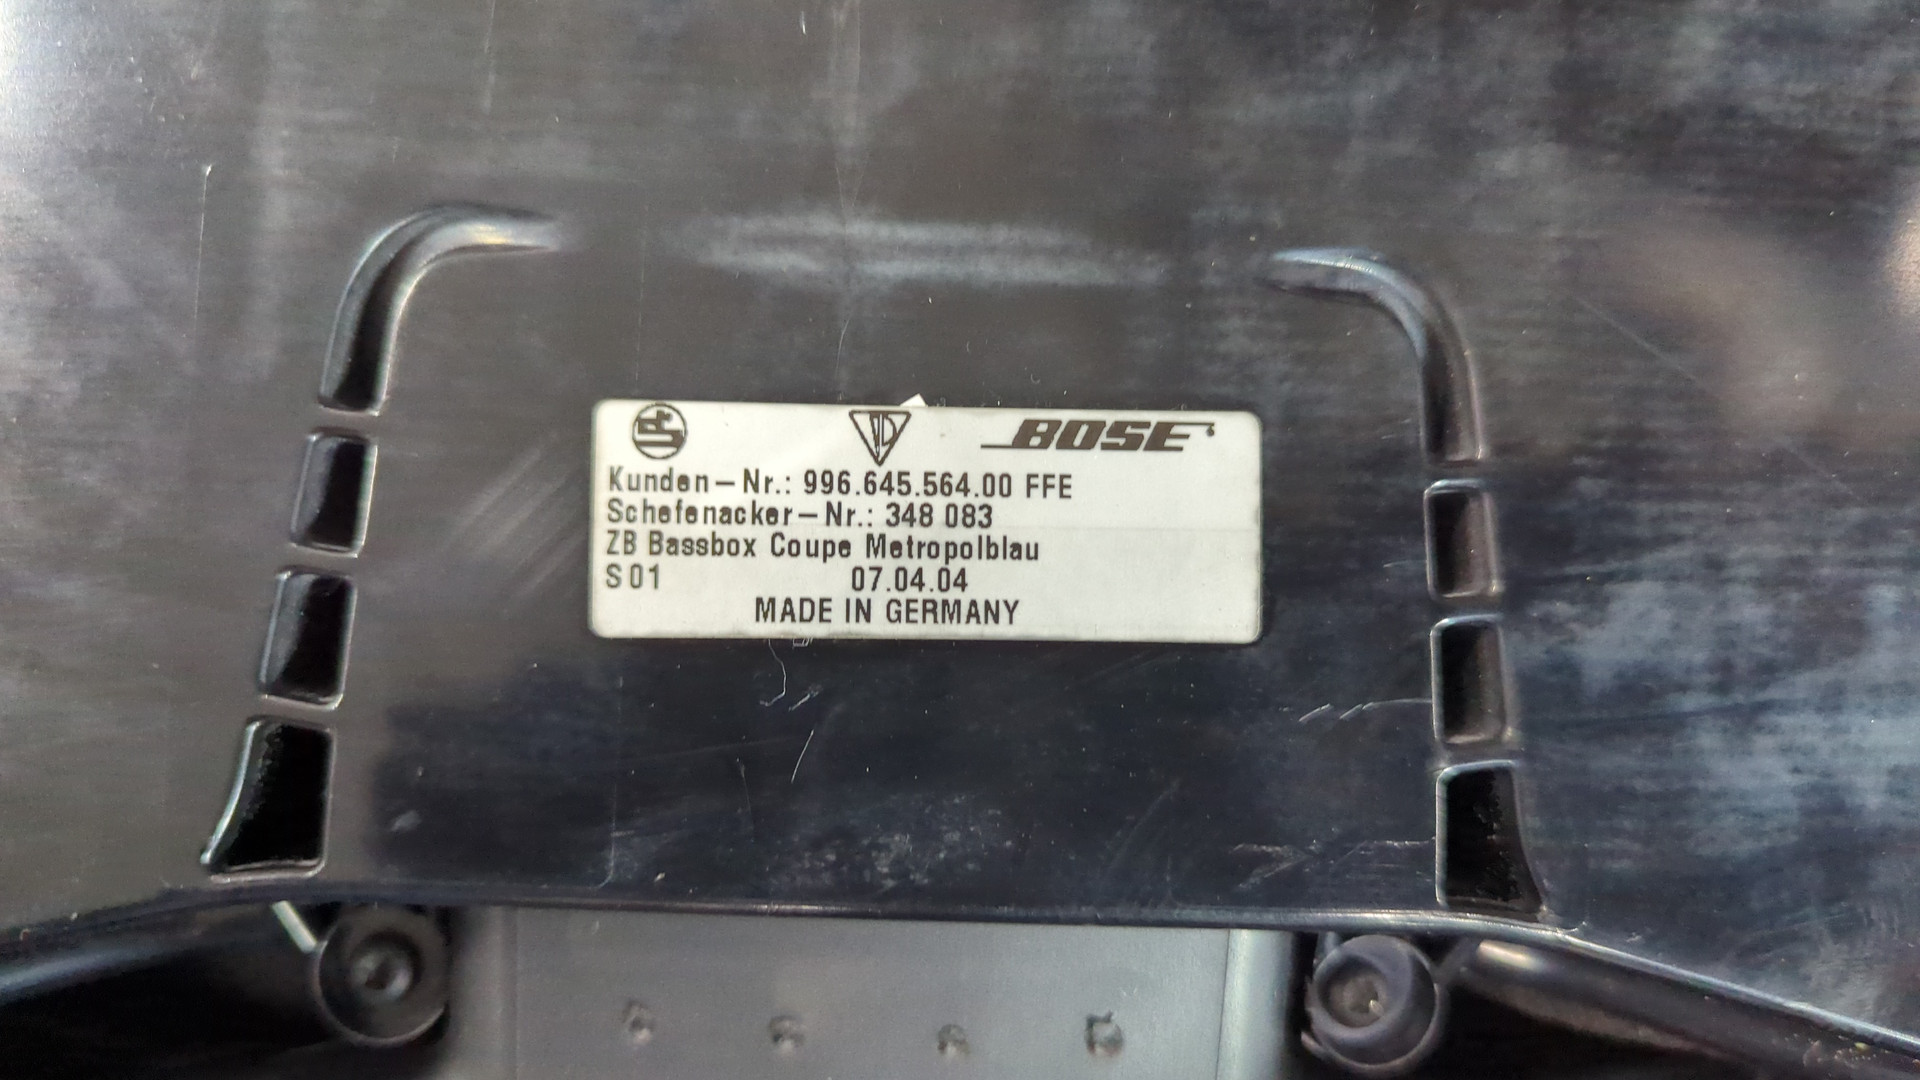 BOSE
Kunden-Nr.: 996.645.564.00 FFE
Schefenacker-Nr.: 348 083
ZB Bassbox Coupe Metropolblau
S01 07.04.04
MADE IN GERMANY